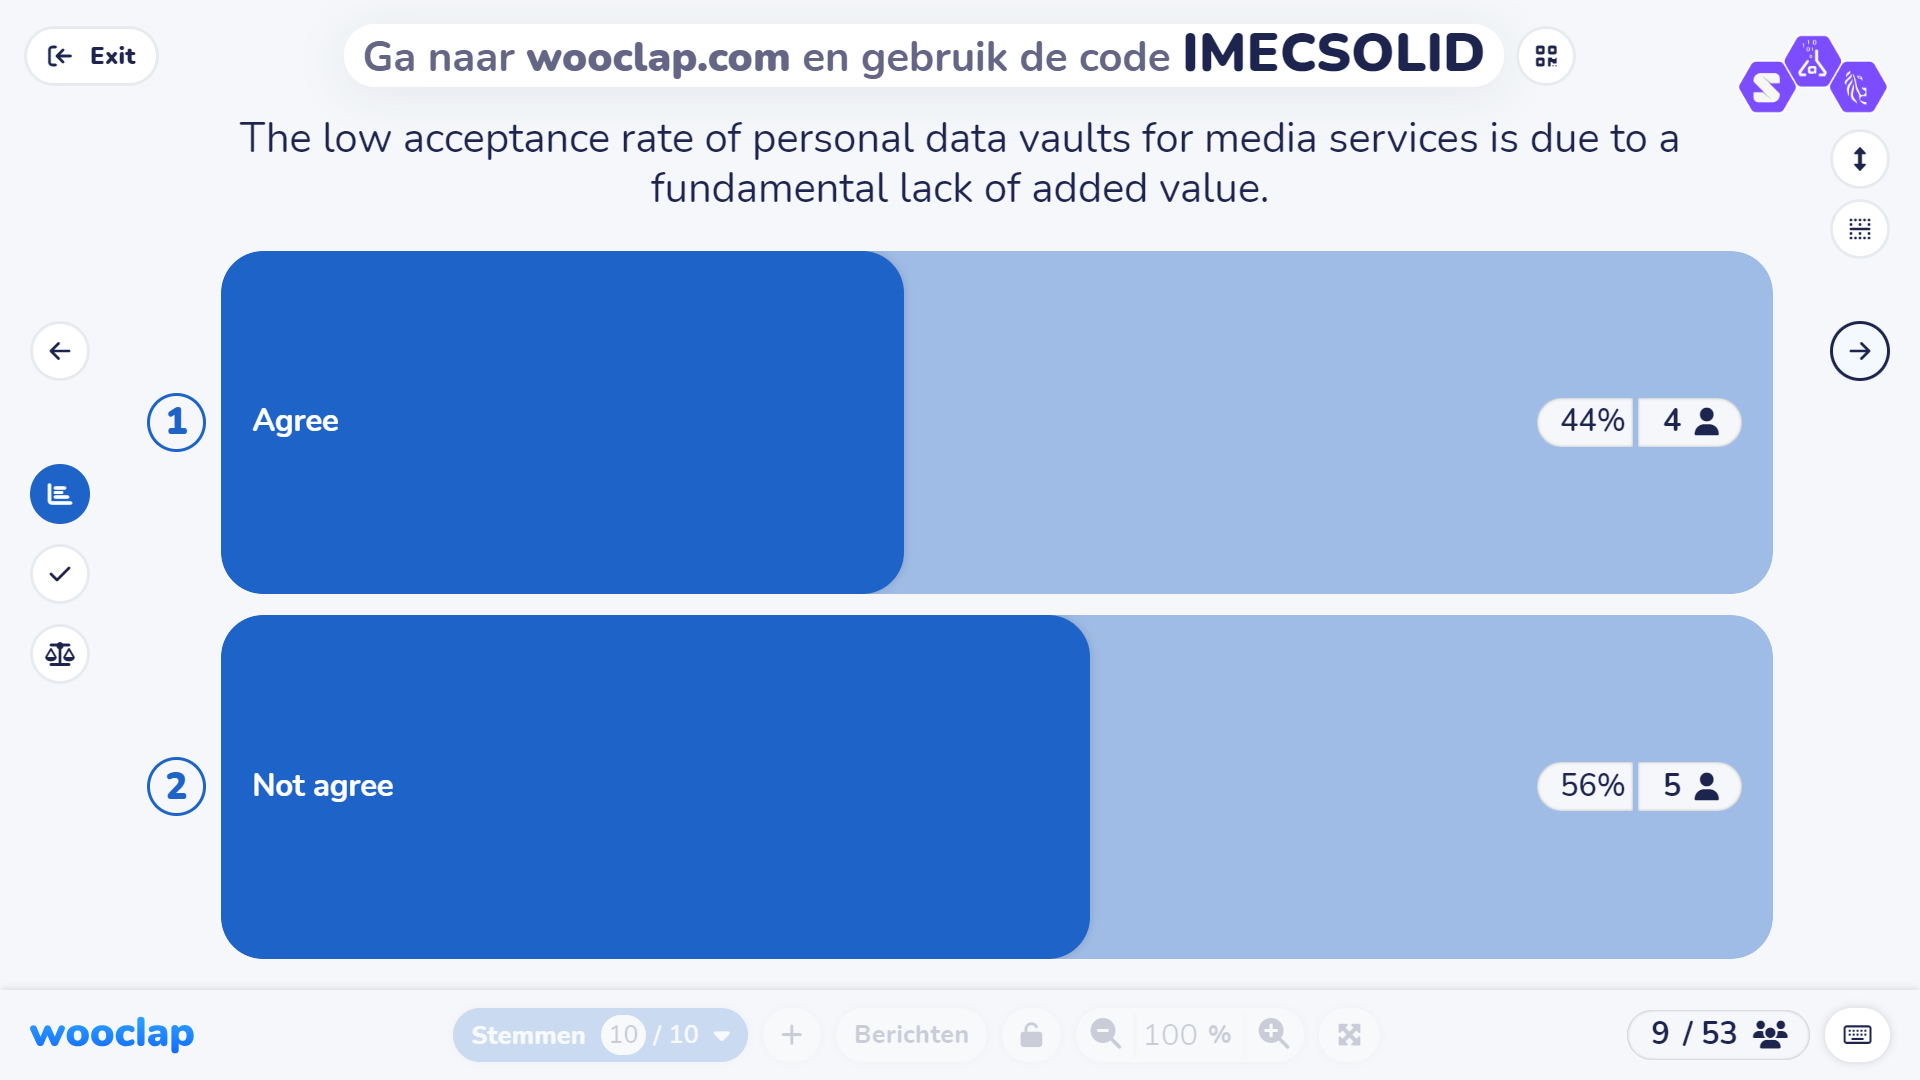 Exit
Ga naar wooclap.com en gebruik de code IMECSOLID
The low acceptance rate of personal data vaults for media services is due to a
fundamental lack of added value.
1 Agree 44% 4
2 Not agree 56% 5
wooclap Stemmen 10 / 10 + Berichten 100 % 9 / 53